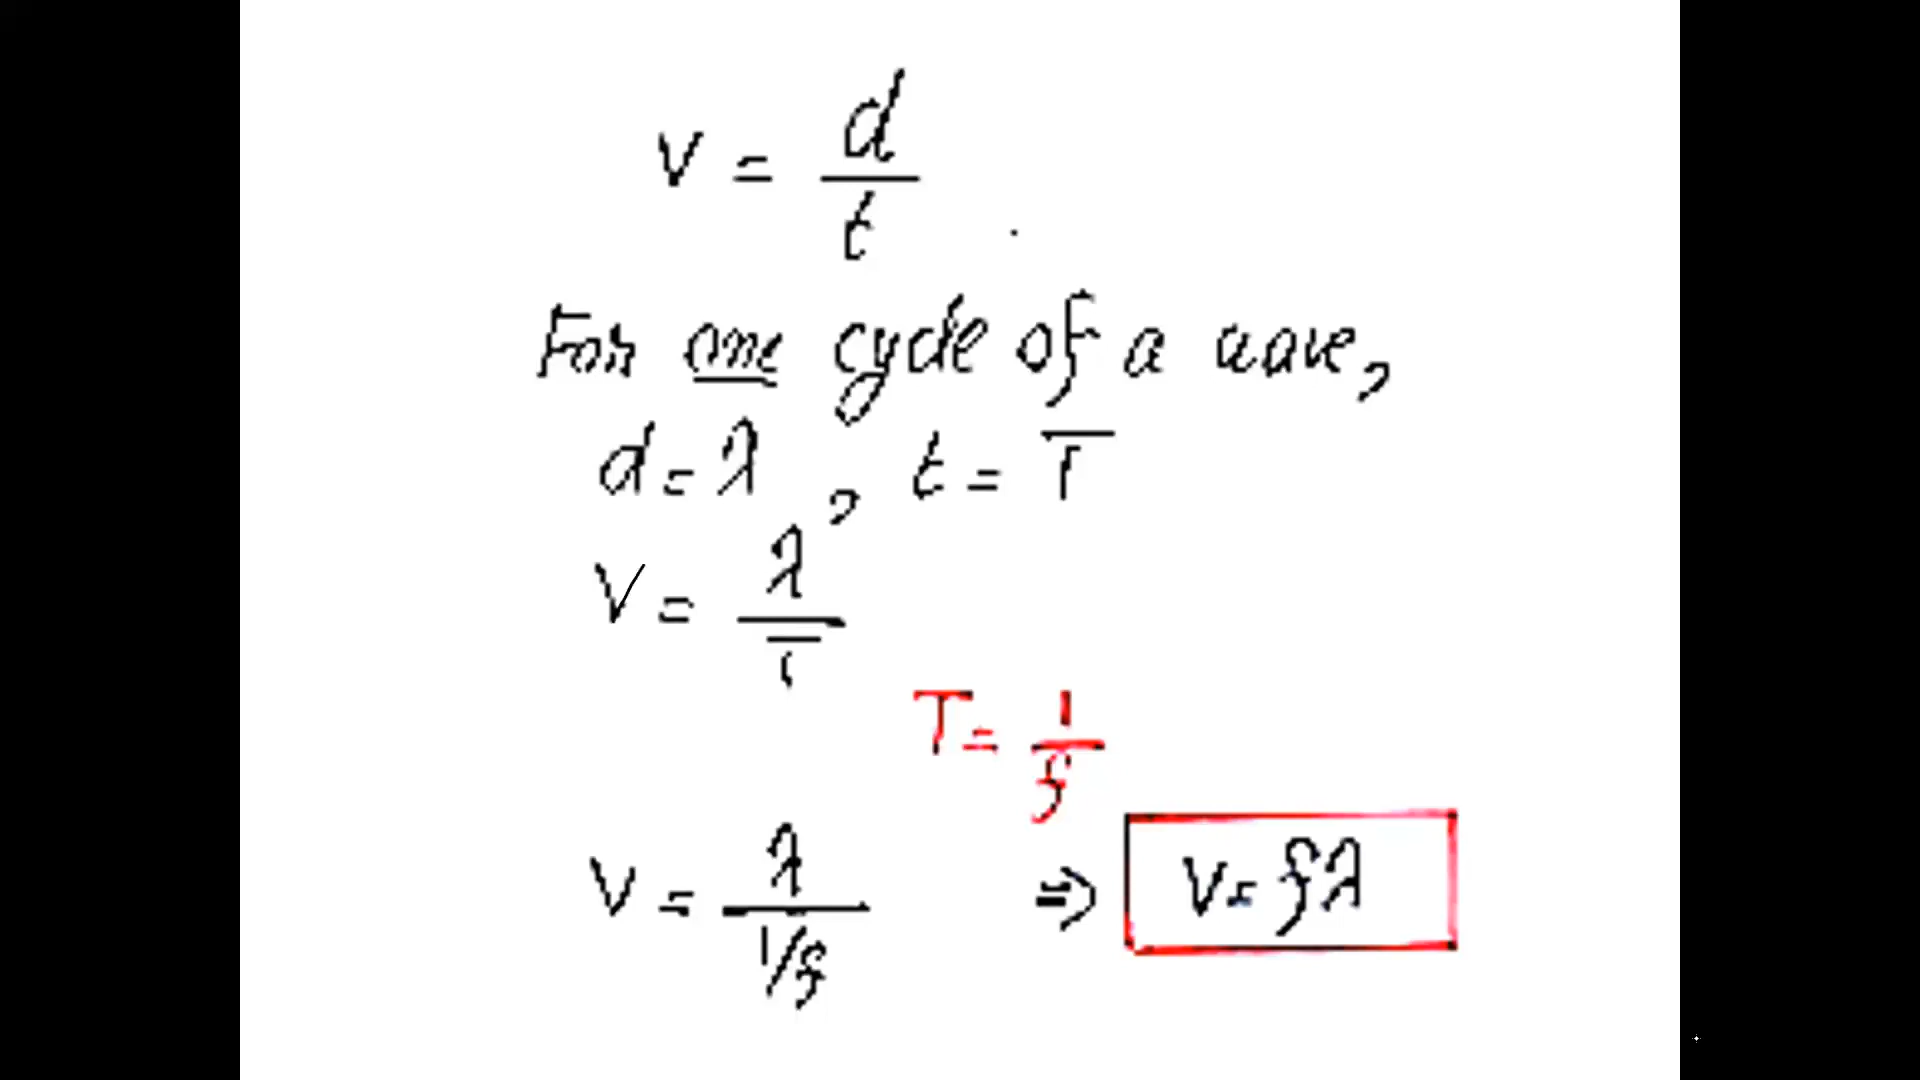 V = d/t
For one cycle of a wave,
d = λ, t = T
V = λ/T
T = 1/f
V = λ/(1/f) ⇒ V = fλ